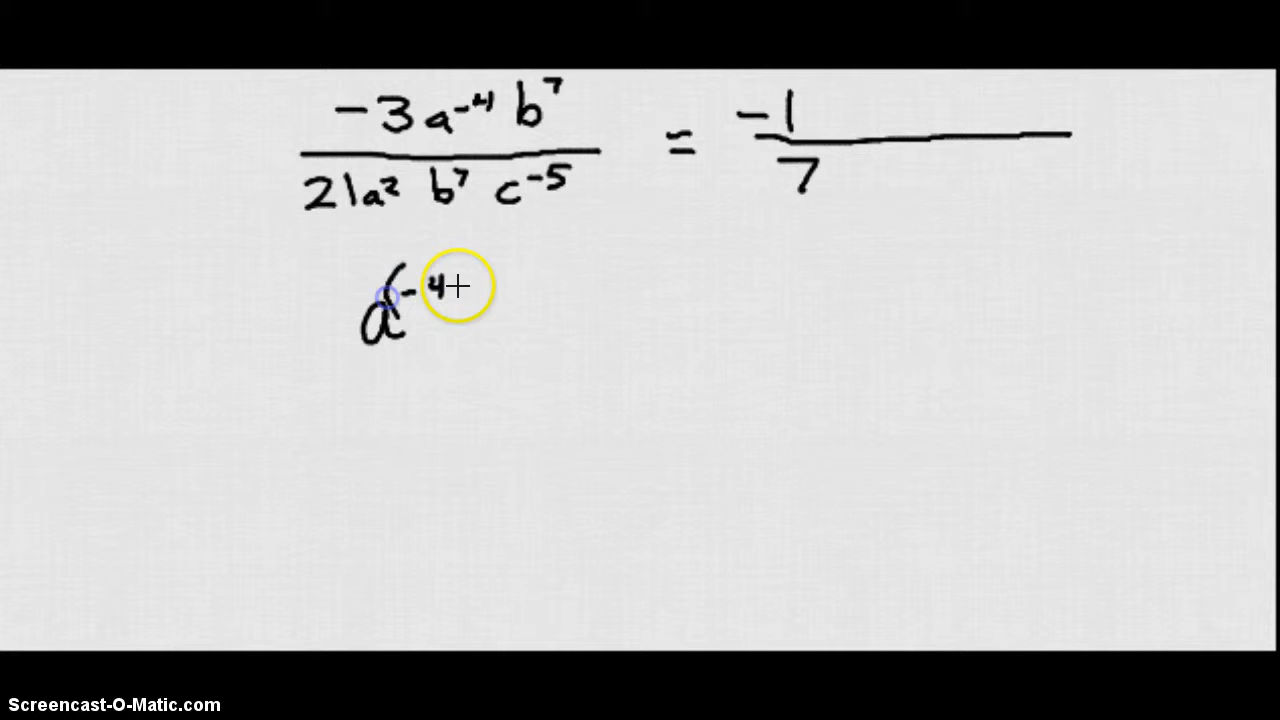 -3a⁻⁴ b⁷ = -1
21a² b⁷ c⁻⁵ 7
a(-4
Screencast-O-Matic.com